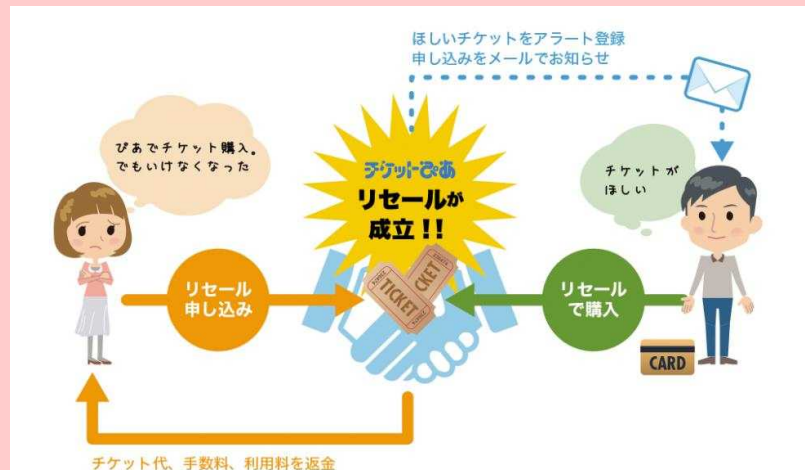 ほしいチケットをアラート登録
申し込みをメールでお知らせ
ぴあでチケット購入。
でもいけなくなった
チケットぴあ
リセールが
成立!!
チケットが
ほしい
リセール
申し込み
TICKET
CKET
リセール
で購入
CARD
チケット代、手数料、利用料を返金